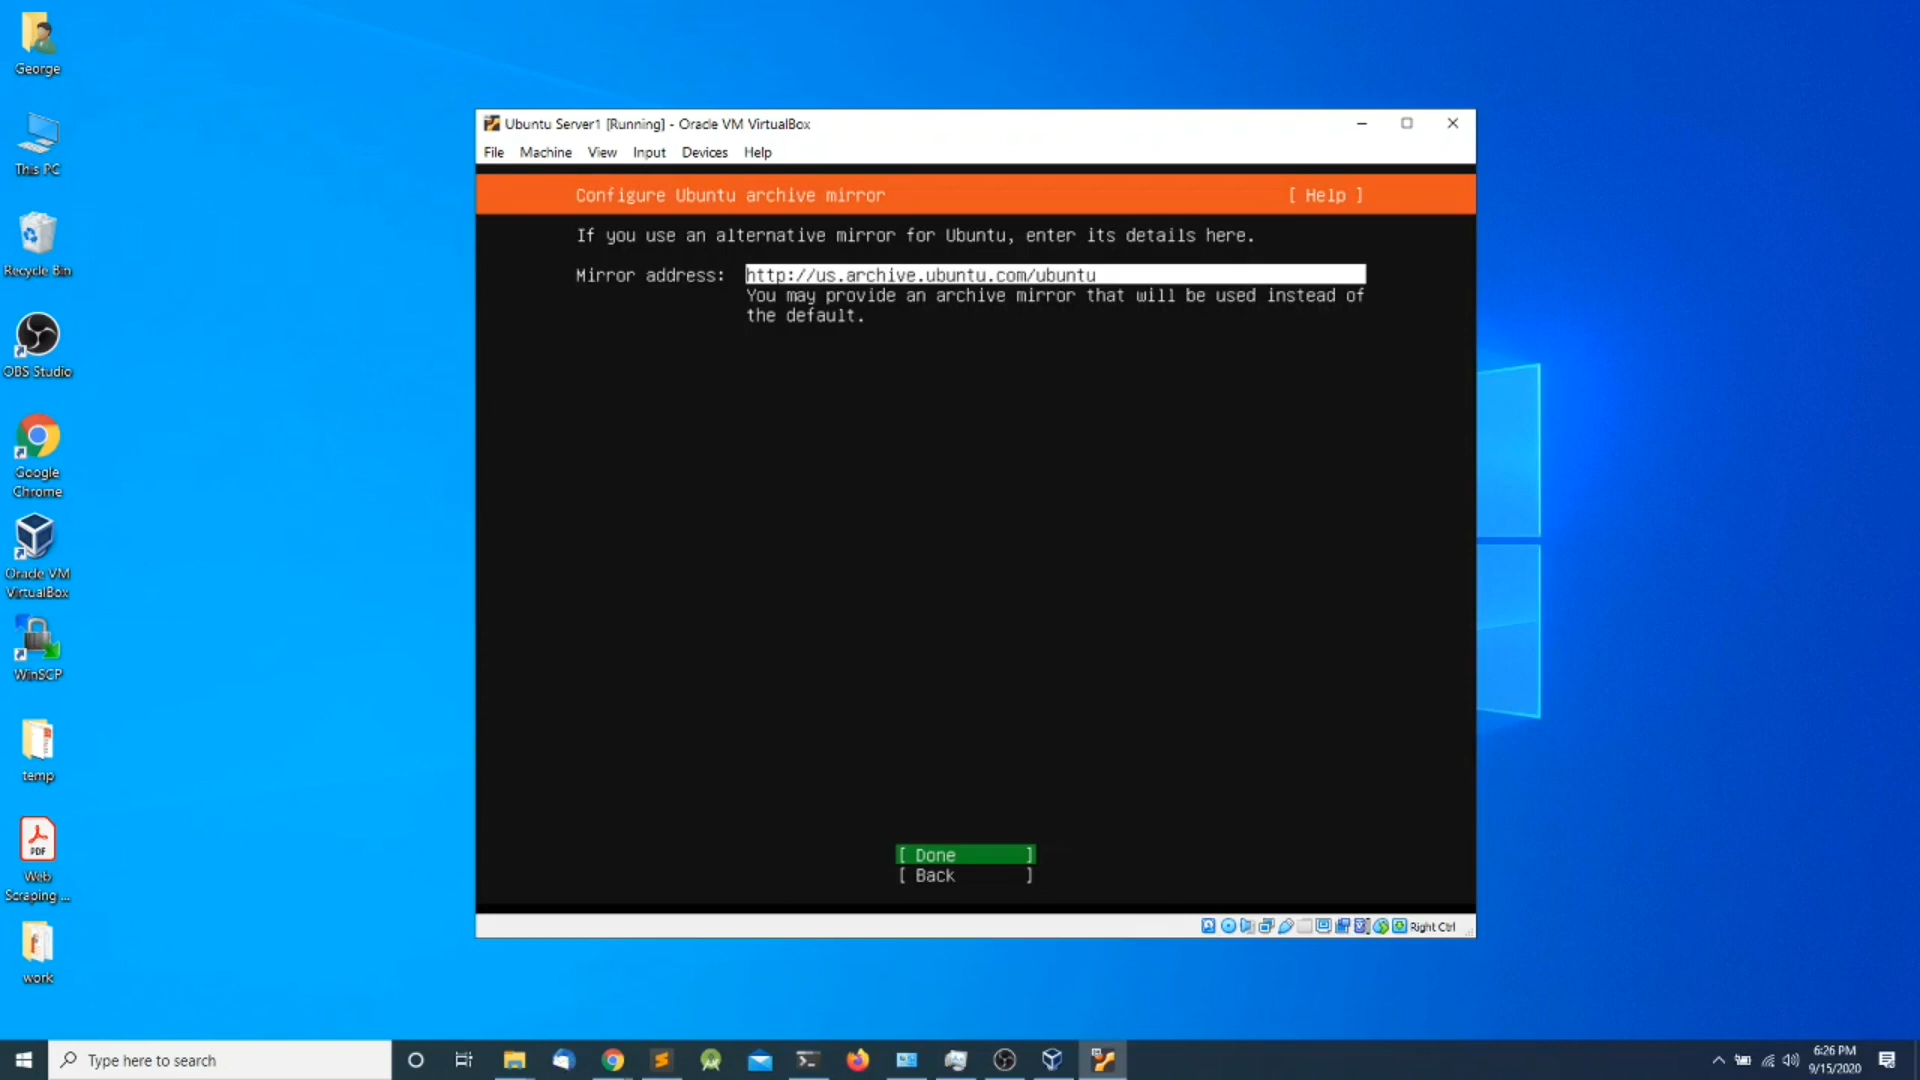 George
This PC
Recycle Bin
OBS Studio
Google
Chrome
Oracle VM
VirtualBox
WinSCP
temp
PDF
Web
Scraping ...
work
Ubuntu Server1 [Running] - Oracle VM VirtualBox
File Machine View Input Devices Help
Configure Ubuntu archive mirror [ Help ]
If you use an alternative mirror for Ubuntu, enter its details here.
Mirror address: http://us.archive.ubuntu.com/ubuntu
You may provide an archive mirror that will be used instead of
the default.
[ Done ]
[ Back ]
Right Ctrl
Type here to search
6:26 PM
9/15/2020